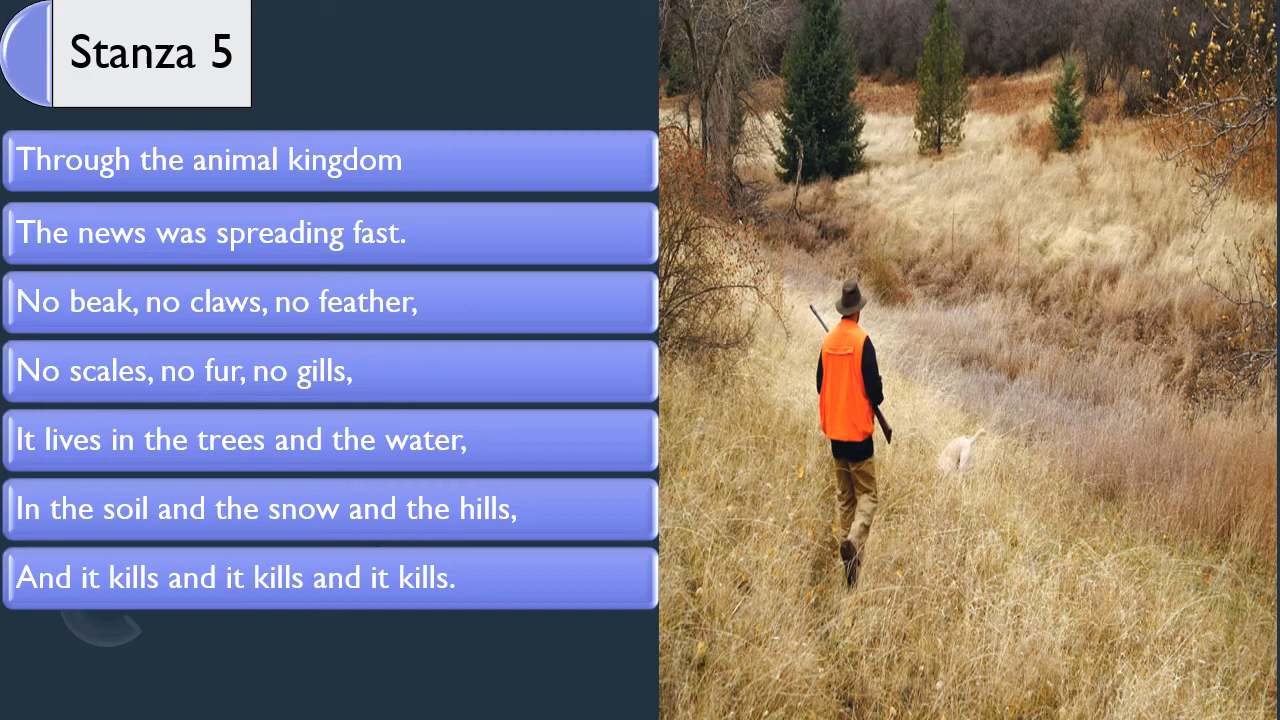 Stanza 5
Through the animal kingdom
The news was spreading fast.
No beak, no claws, no feather,
No scales, no fur, no gills,
It lives in the trees and the water,
In the soil and the snow and the hills,
And it kills and it kills and it kills.